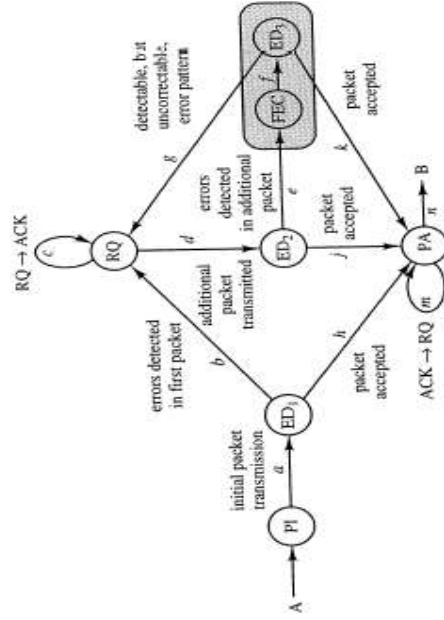 RQ → ACK
c
RQ
detectable, but
uncorrectable,
error pattern
g
errors detected
in first packet
b
additional
packet
transmitted
d
errors
detected
in additional
packet
e
FEC
f
ED3
initial packet
transmission
a
A
PI
ED1
ED2
packet
accepted
h
packet
accepted
j
packet
accepted
k
PA
n
B
m
ACK → RQ